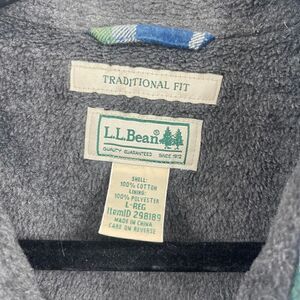 TRADITIONAL FIT
L.L.Bean®
QUALITY GUARANTEED SINCE 1912
SHELL:
100% COTTON
LINING:
100% POLYESTER
L-REG
ItemID 298189
MADE IN CHINA
CARE ON REVERSE